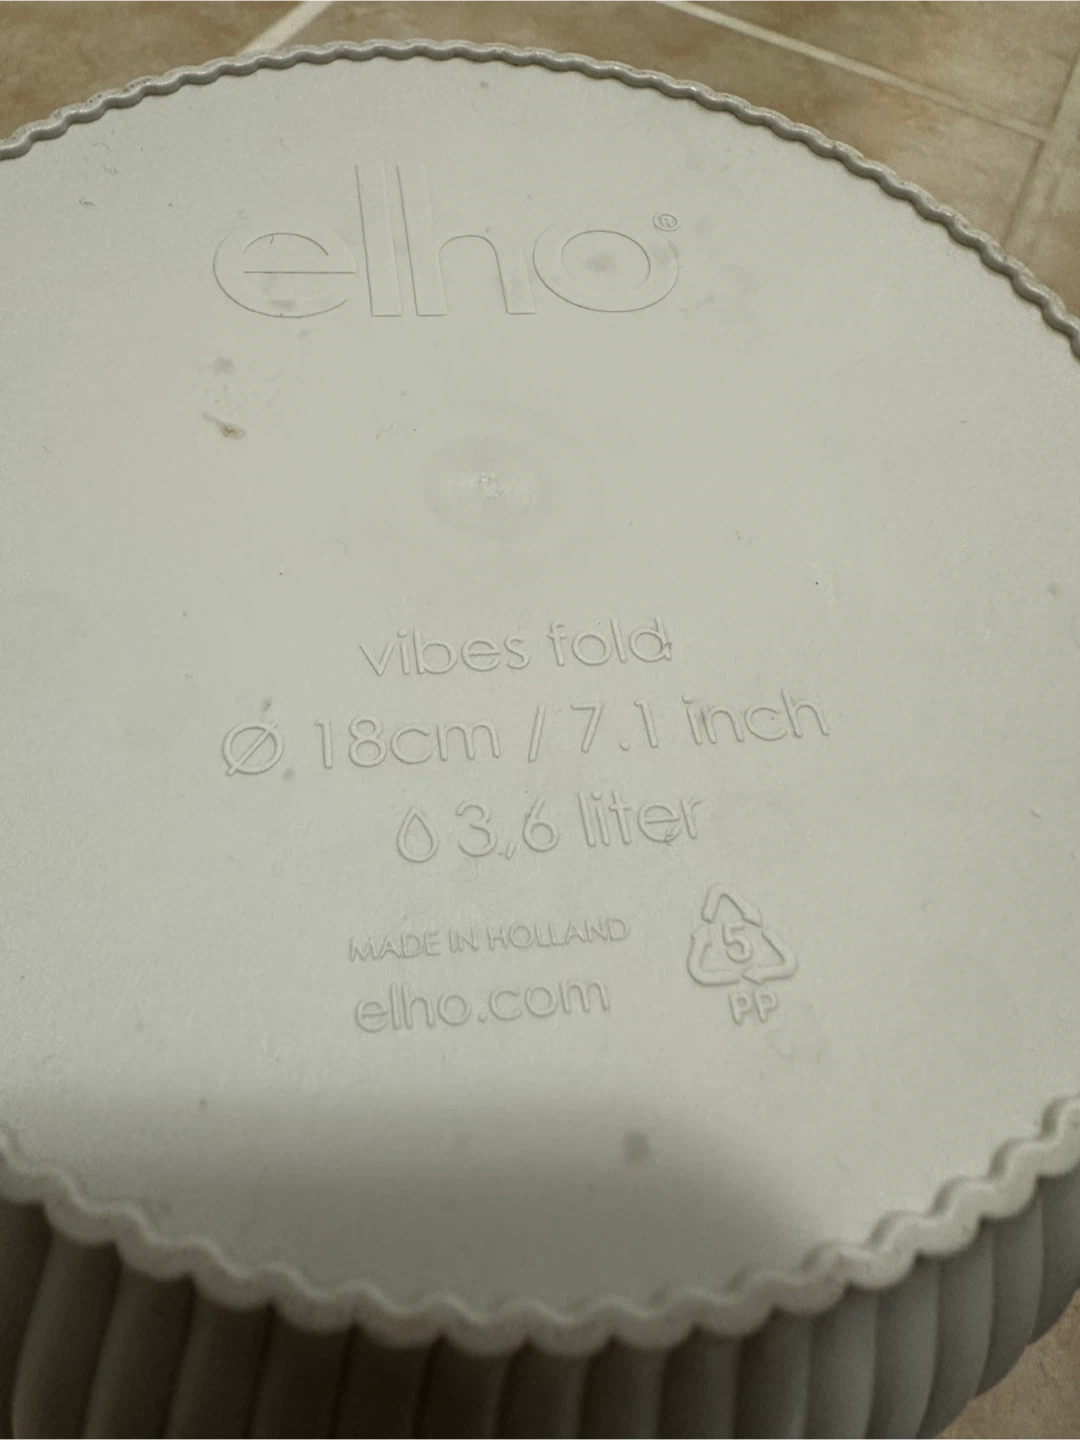 elho®
vibes fold
Ø 18cm / 7.1 inch
3,6 liter
MADE IN HOLLAND
elho.com
5
PP